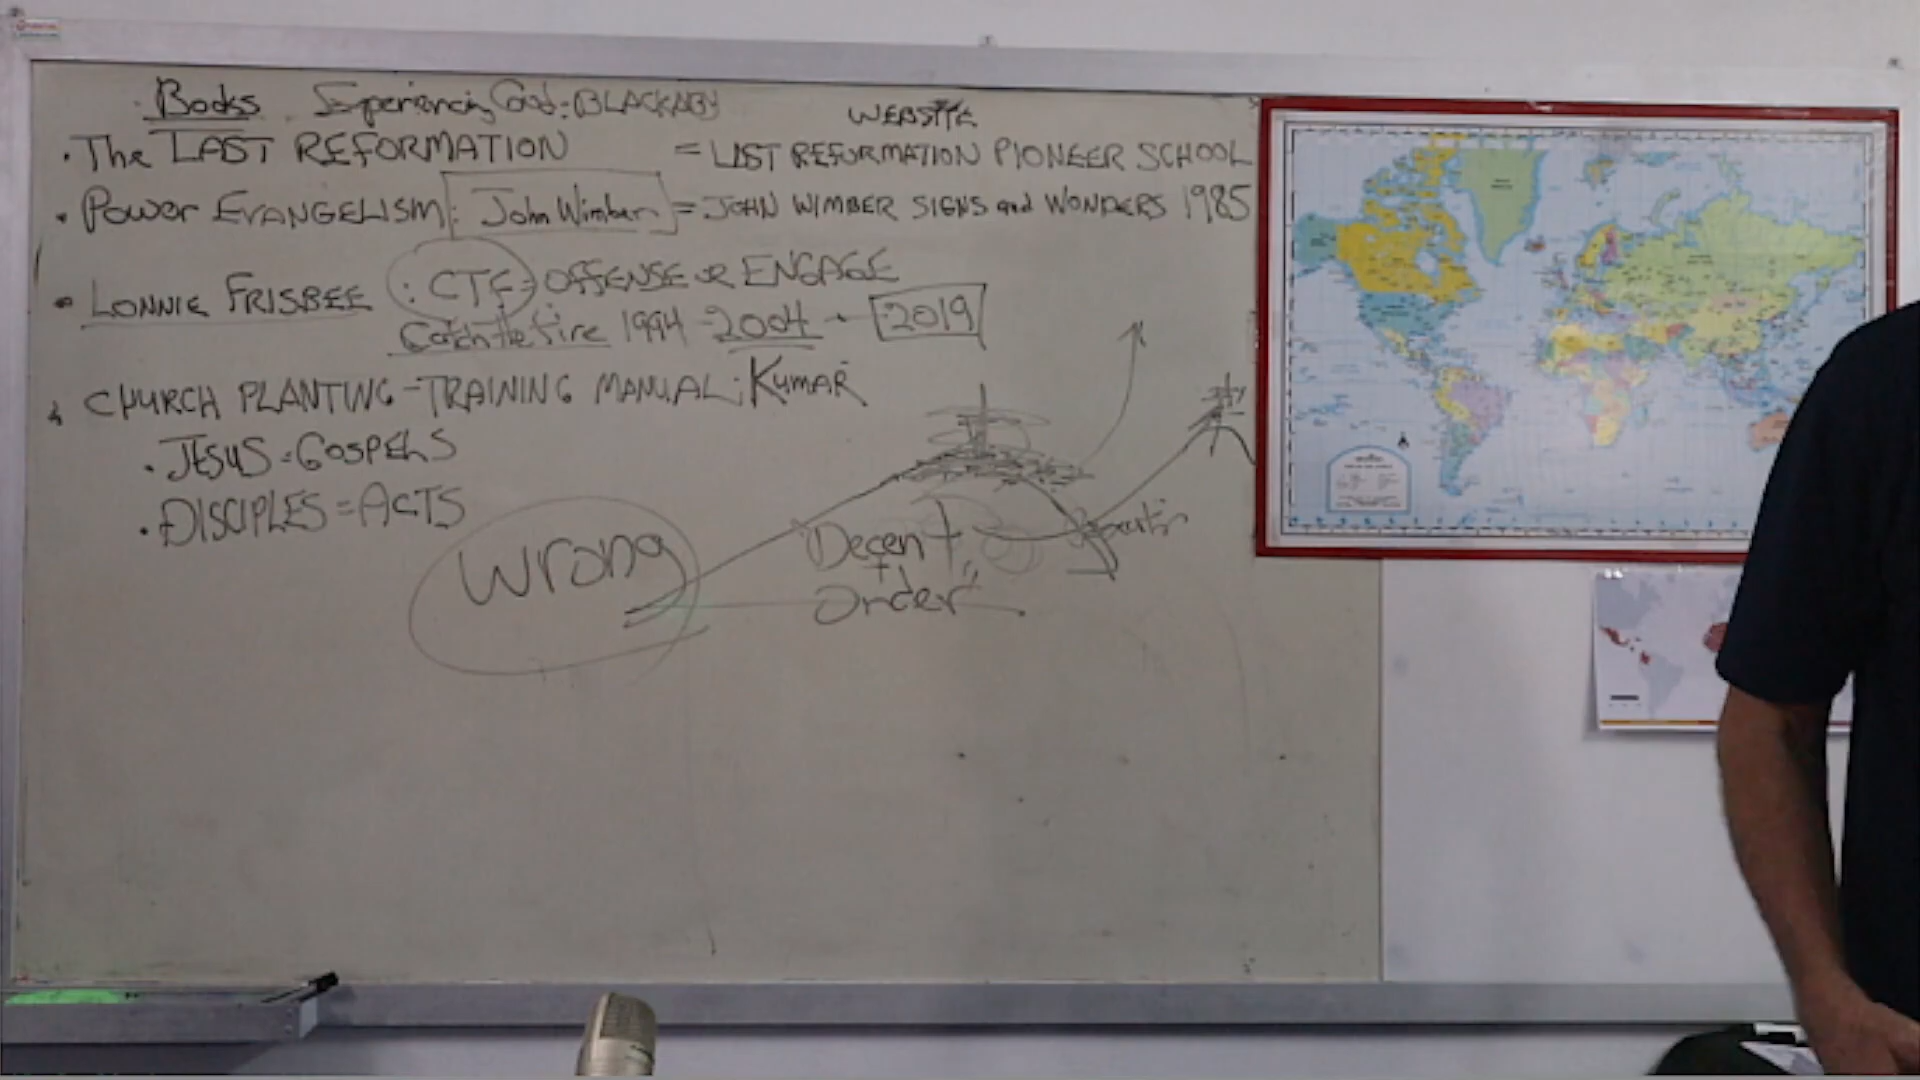 Books Experiencing God: BLACKABY
WEBSITE
• The LAST REFORMATION = LAST REFORMATION PIONEER SCHOOL
• POWER EVANGELISM: John Wimber = JOHN WIMBER SIGNS and WONDERS 1985
• LONNIE FRISBEE : CTF = OFFENSE or ENGAGE
Catch the Fire 1994 - 2004 - 2019
• CHURCH PLANTING - TRAINING MANUAL: KUMAR
• JESUS = GOSPELS
• DISCIPLES = ACTS
Wrong
Decent
+
Order